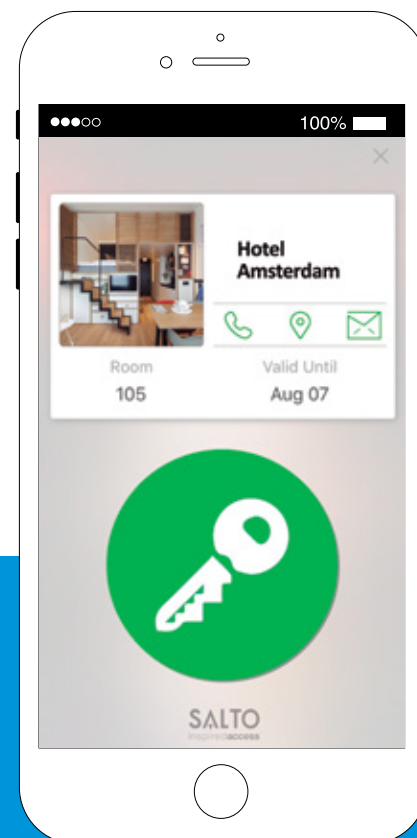 100%
Hotel
Amsterdam
Room
Valid Until
105
Aug 07
SALTO
inspiredaccess